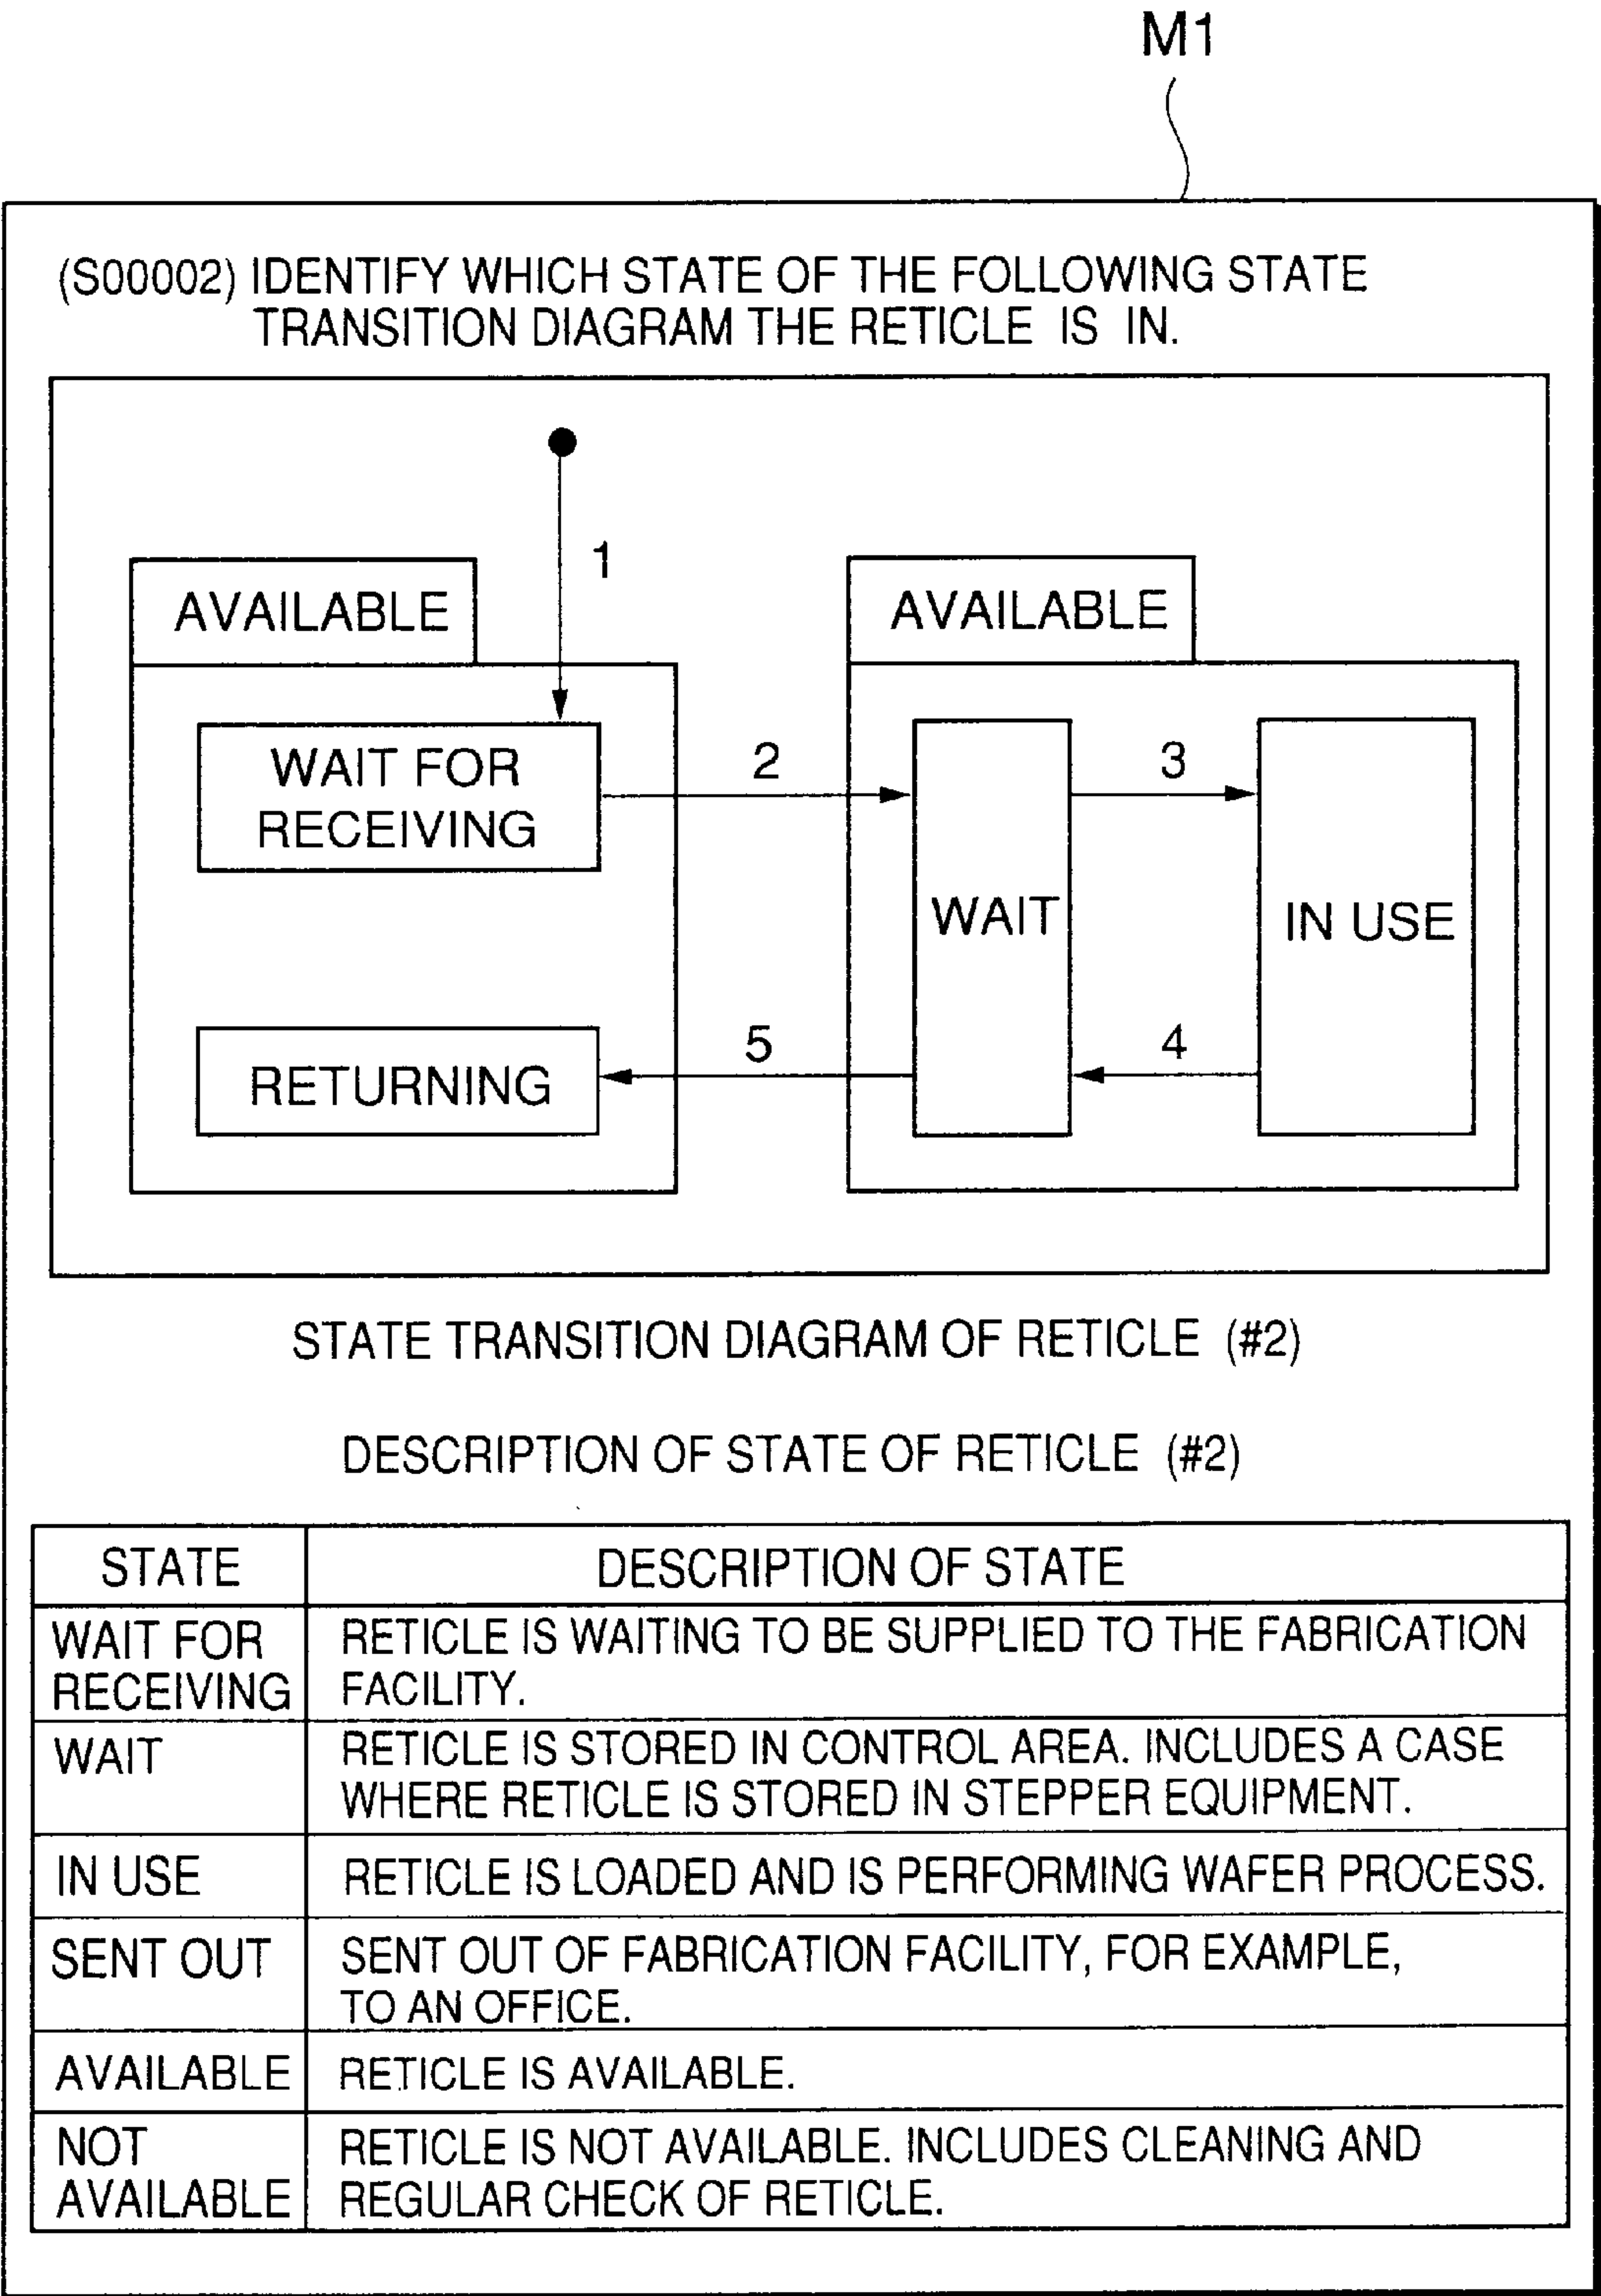 M1
(S00002) IDENTIFY WHICH STATE OF THE FOLLOWING STATE
TRANSITION DIAGRAM THE RETICLE IS IN.
1
AVAILABLE
AVAILABLE
WAIT FOR
RECEIVING
2
3
WAIT
IN USE
5
4
RETURNING
STATE TRANSITION DIAGRAM OF RETICLE (#2)
DESCRIPTION OF STATE OF RETICLE (#2)
STATE
DESCRIPTION OF STATE
WAIT FOR
RECEIVING
RETICLE IS WAITING TO BE SUPPLIED TO THE FABRICATION
FACILITY.
WAIT
RETICLE IS STORED IN CONTROL AREA. INCLUDES A CASE
WHERE RETICLE IS STORED IN STEPPER EQUIPMENT.
IN USE
RETICLE IS LOADED AND IS PERFORMING WAFER PROCESS.
SENT OUT
SENT OUT OF FABRICATION FACILITY, FOR EXAMPLE,
TO AN OFFICE.
AVAILABLE
RETICLE IS AVAILABLE.
NOT
AVAILABLE
RETICLE IS NOT AVAILABLE. INCLUDES CLEANING AND
REGULAR CHECK OF RETICLE.